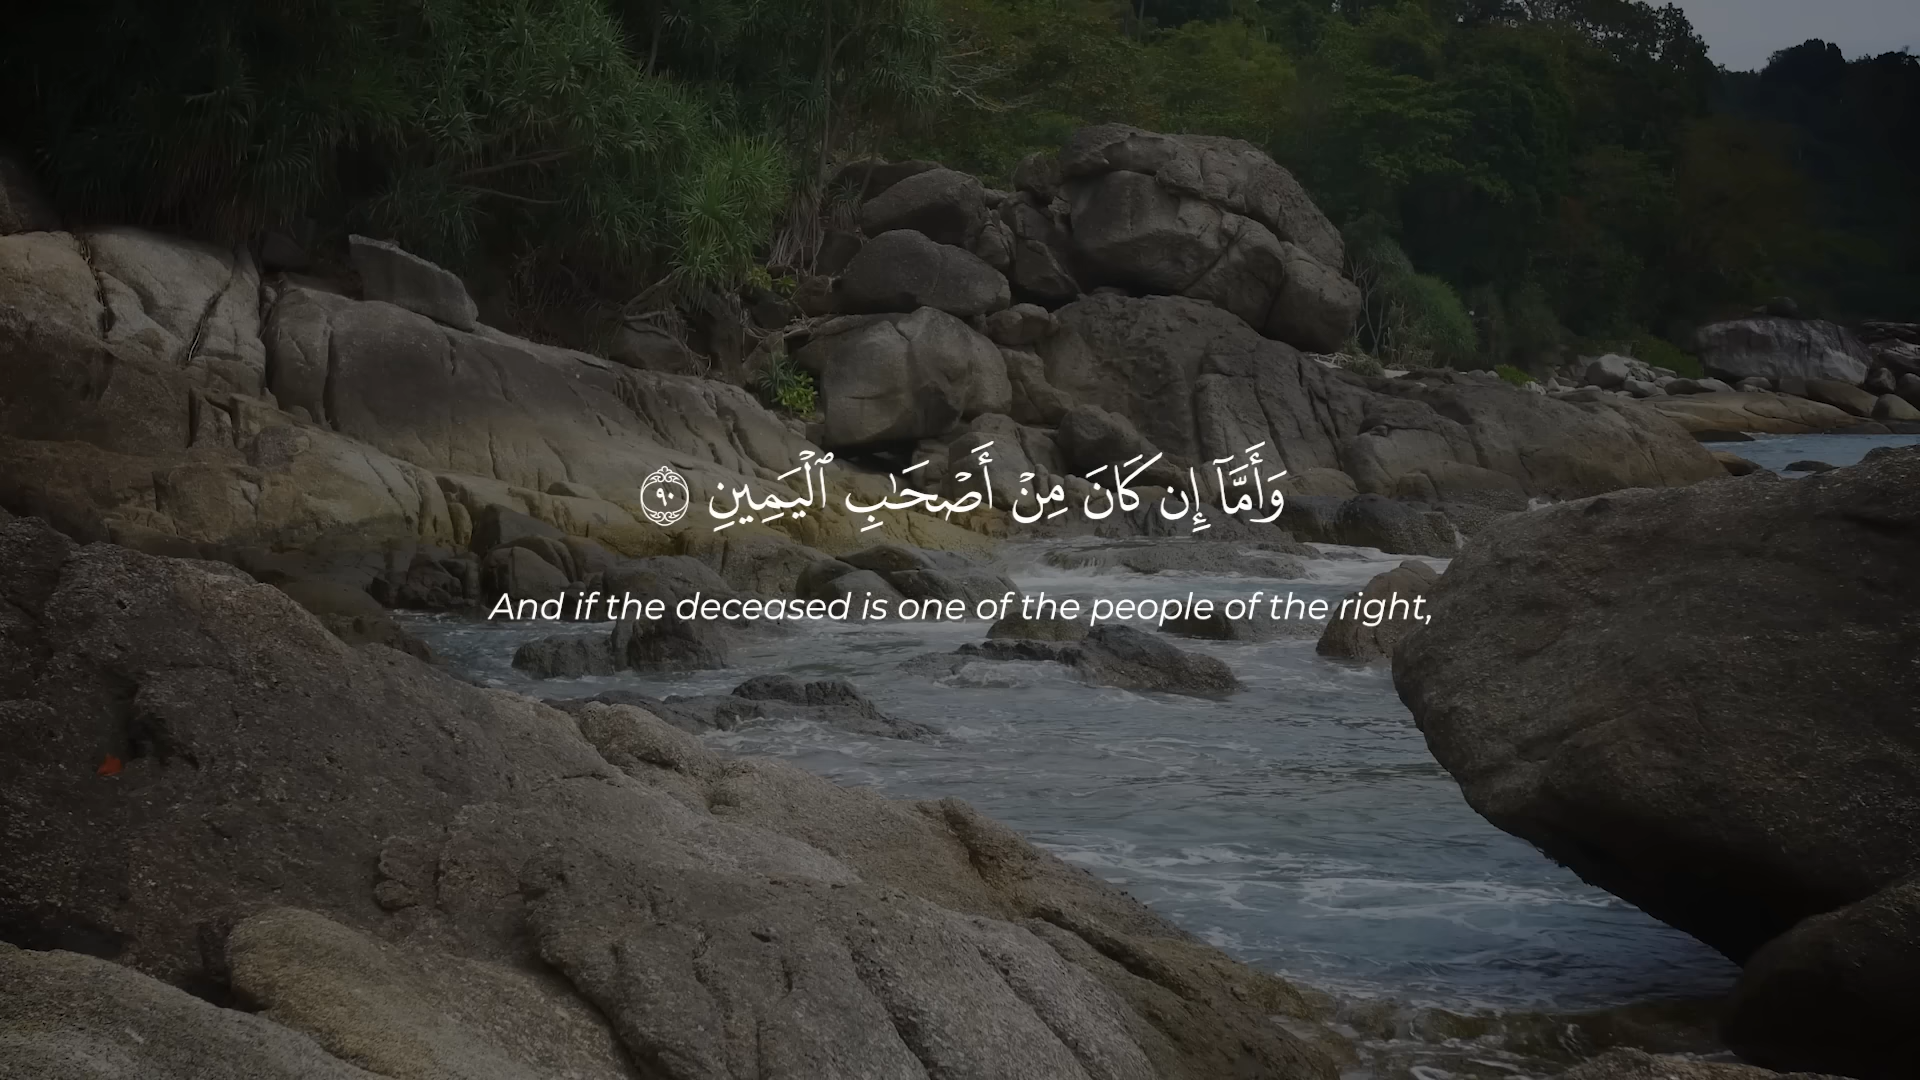 وَأَمَّآ إِن كَانَ مِنْ أَصْحَـٰبِ ٱلْيَمِينِ ٩٠
And if the deceased is one of the people of the right,